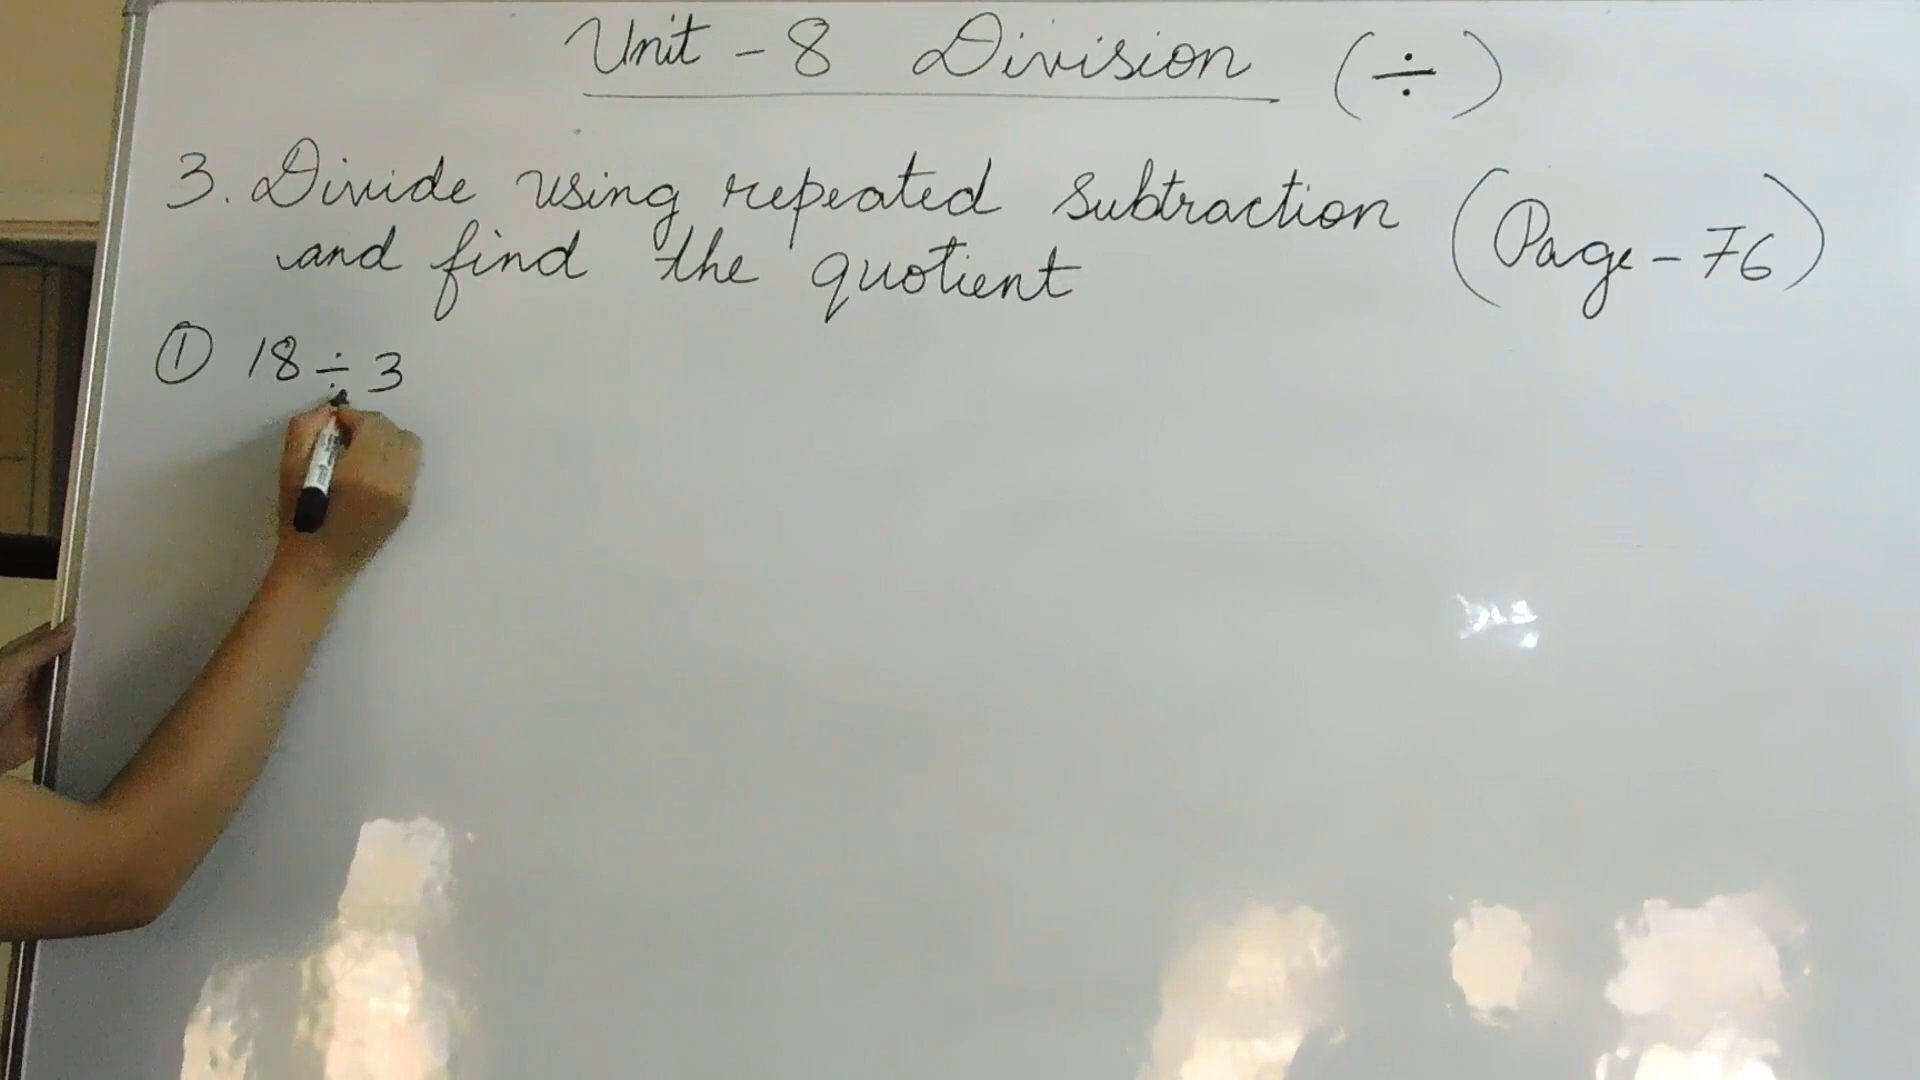 Unit - 8 Division (÷)
3. Divide using repeated subtraction (Page - 76)
and find the quotient
① 18 ÷ 3